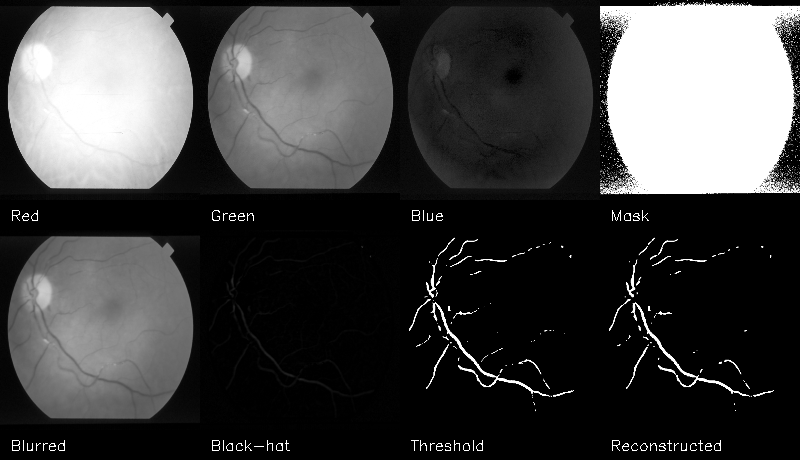 Red
Green
Blue
Mask
Blurred
Black-hat
Threshold
Reconstructed